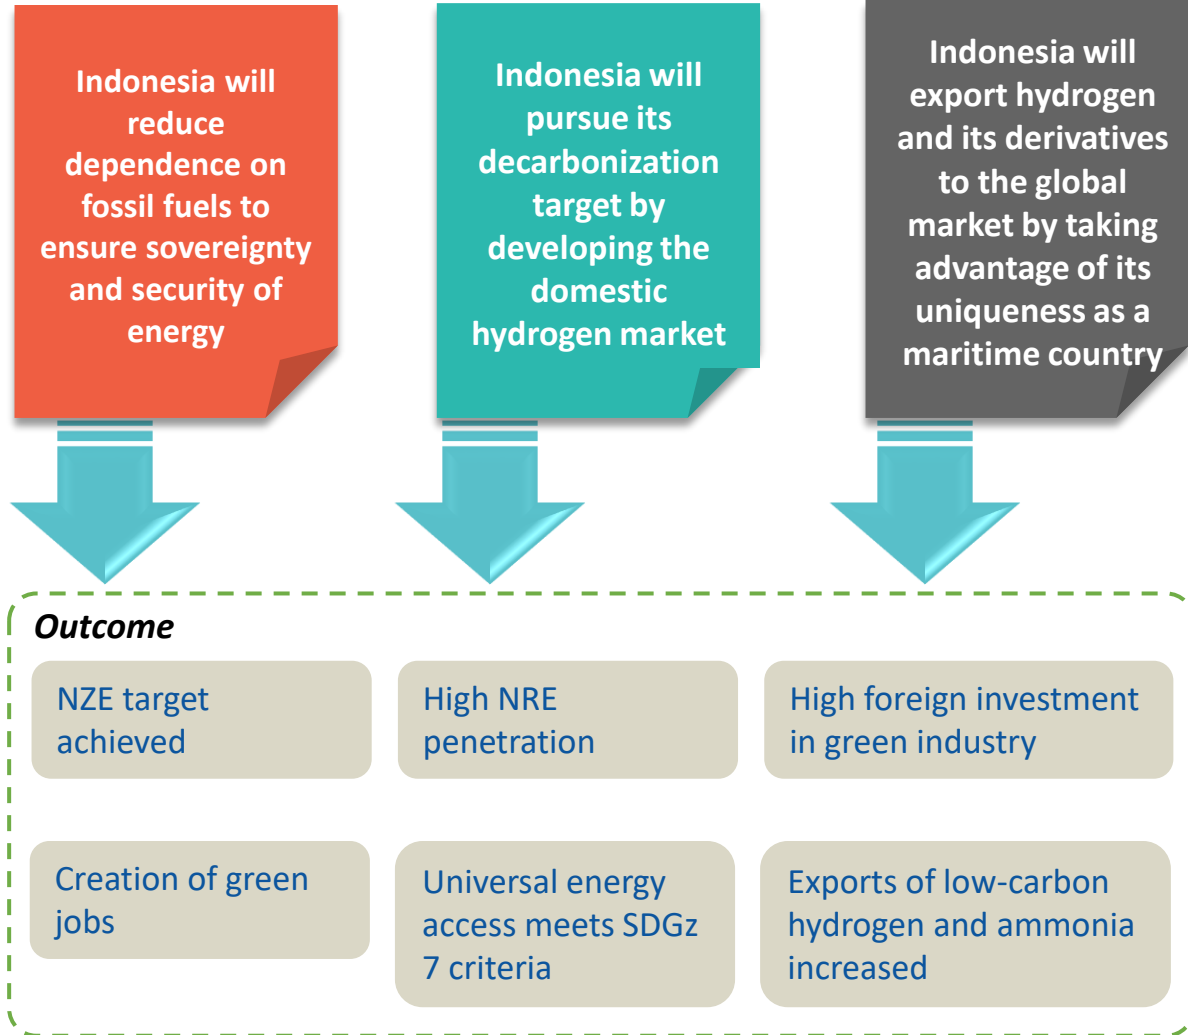 Indonesia will
reduce
dependence on
fossil fuels to
ensure sovereignty
and security of
energy
Indonesia will
pursue its
decarbonization
target by
developing the
domestic
hydrogen market
Indonesia will
export hydrogen
and its derivatives
to the global
market by taking
advantage of its
uniqueness as a
maritime country
Outcome
NZE target
achieved
High NRE
penetration
High foreign investment
in green industry
Creation of green
jobs
Universal energy
access meets SDGz
7 criteria
Exports of low-carbon
hydrogen and ammonia
increased